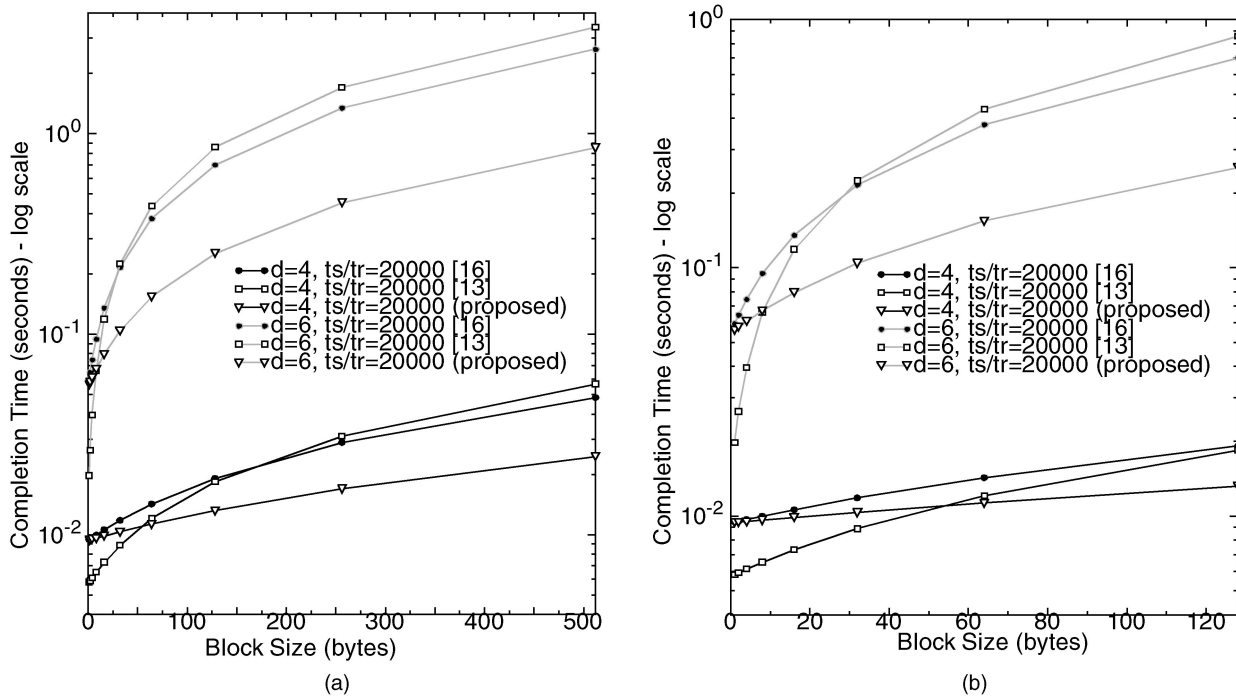 Completion Time (seconds) - log scale
10^0
10^-1
10^-2
d=4, ts/tr=20000 [16]
d=4, ts/tr=20000 [13]
d=4, ts/tr=20000 (proposed)
d=6, ts/tr=20000 [16]
d=6, ts/tr=20000 [13]
d=6, ts/tr=20000 (proposed)
0 100 200 300 400 500
Block Size (bytes)
(a)
Completion Time (seconds) - log scale
10^0
10^-1
10^-2
d=4, ts/tr=20000 [16]
d=4, ts/tr=20000 [13]
d=4, ts/tr=20000 (proposed)
d=6, ts/tr=20000 [16]
d=6, ts/tr=20000 [13]
d=6, ts/tr=20000 (proposed)
0 20 40 60 80 100 120
Block Size (bytes)
(b)